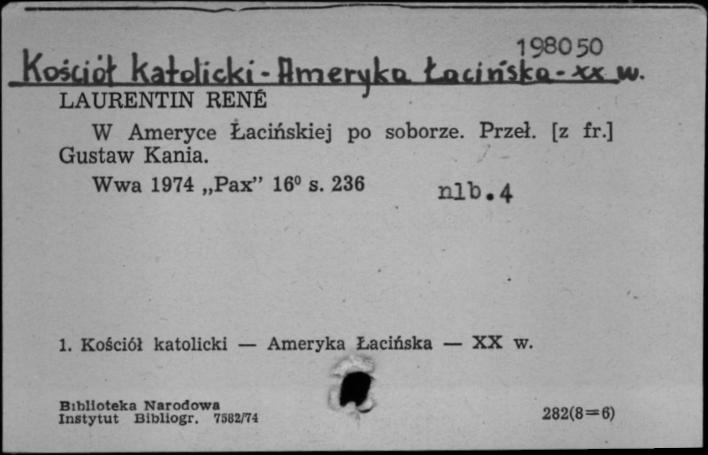 198050
Kościół katolicki - Ameryka Łacińska - XX w.
LAURENTIN RENÉ
W Ameryce Łacińskiej po soborze. Przeł. [z fr.]
Gustaw Kania.
Wwa 1974 „Pax” 16⁰ s. 236 nlb. 4
1. Kościół katolicki — Ameryka Łacińska — XX w.
Biblioteka Narodowa
Instytut Bibliogr. 7582/74 282(8=6)